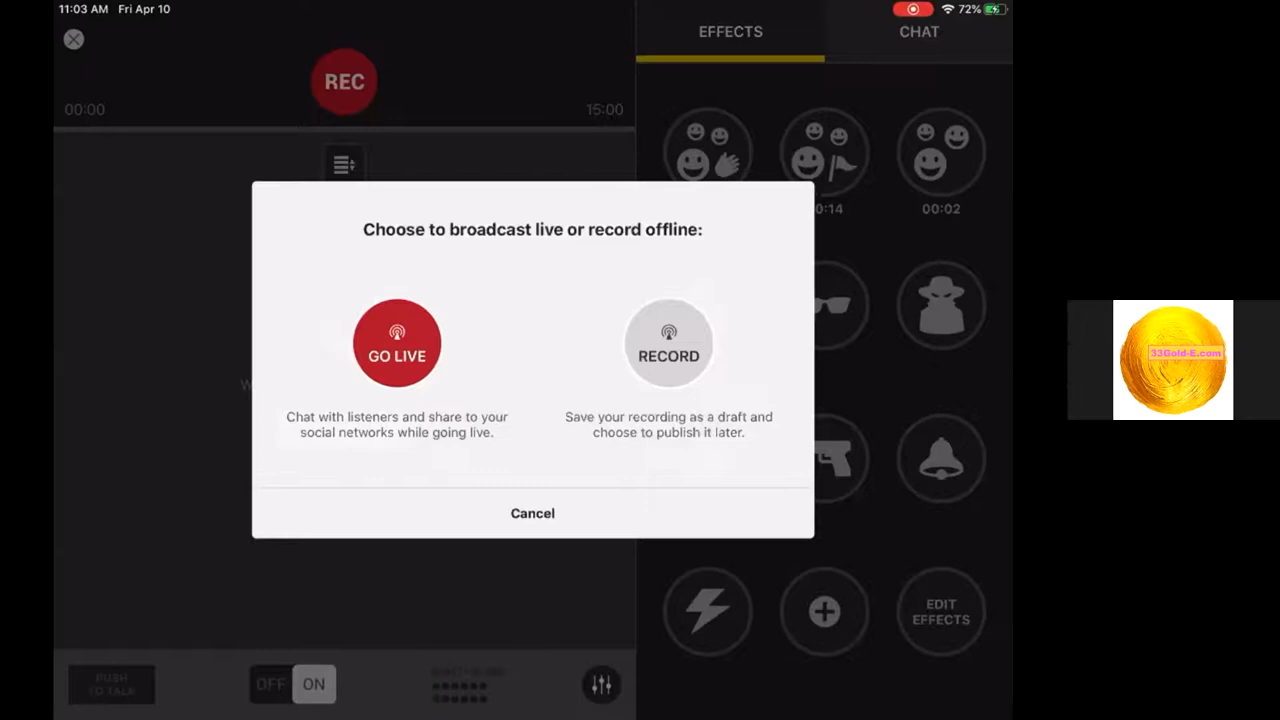 11:03 AM Fri Apr 10
72%
EFFECTS
CHAT
REC
00:00
15:00
:14
00:02
Choose to broadcast live or record offline:
GO LIVE
RECORD
Chat with listeners and share to your
social networks while going live.
Save your recording as a draft and
choose to publish it later.
Cancel
EDIT
EFFECTS
PUSH
TO TALK
OFF
ON
33Gold-E.com